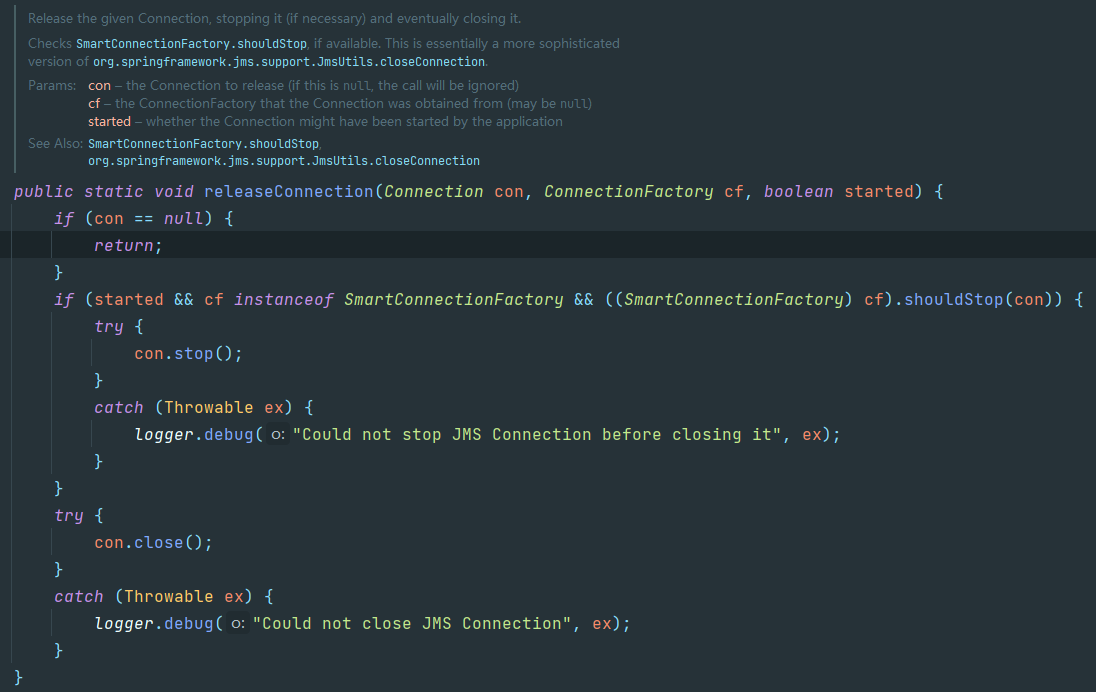 Release the given Connection, stopping it (if necessary) and eventually closing it.
Checks SmartConnectionFactory.shouldStop, if available. This is essentially a more sophisticated
version of org.springframework.jms.support.JmsUtils.closeConnection.
Params: con – the Connection to release (if this is null, the call will be ignored)
cf – the ConnectionFactory that the Connection was obtained from (may be null)
started – whether the Connection might have been started by the application
See Also: SmartConnectionFactory.shouldStop,
org.springframework.jms.support.JmsUtils.closeConnection
public static void releaseConnection(Connection con, ConnectionFactory cf, boolean started) {
    if (con == null) {
        return;
    }
    if (started && cf instanceof SmartConnectionFactory && ((SmartConnectionFactory) cf).shouldStop(con)) {
        try {
            con.stop();
        }
        catch (Throwable ex) {
            logger.debug( o: "Could not stop JMS Connection before closing it", ex);
        }
    }
    try {
        con.close();
    }
    catch (Throwable ex) {
        logger.debug( o: "Could not close JMS Connection", ex);
    }
}